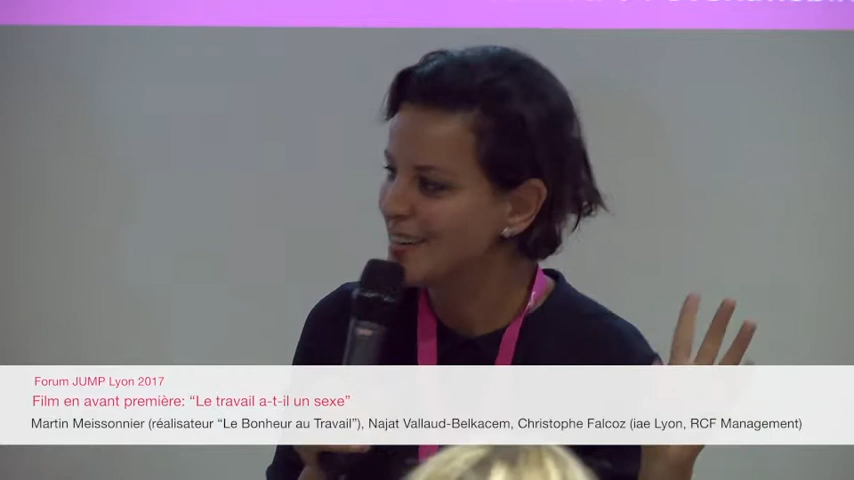 Forum JUMP Lyon 2017
Film en avant première: “Le travail a-t-il un sexe”
Martin Meissonnier (réalisateur “Le Bonheur au Travail”), Najat Vallaud-Belkacem, Christophe Falcoz (iae Lyon, RCF Management)